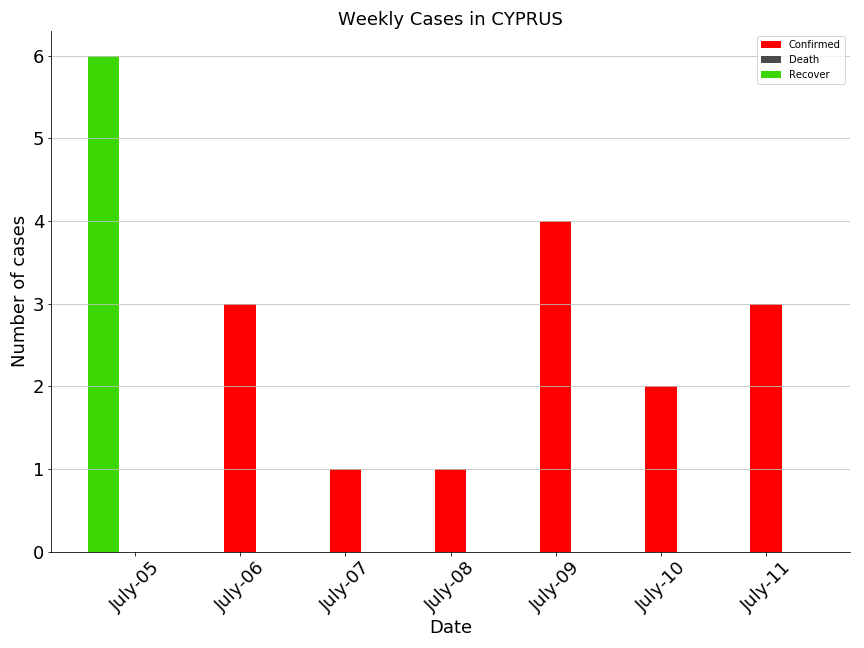 Weekly Cases in CYPRUS
Confirmed
Death
Recover
Number of cases
6
5
4
3
2
1
0
July-05
July-06
July-07
July-08
July-09
July-10
July-11
Date